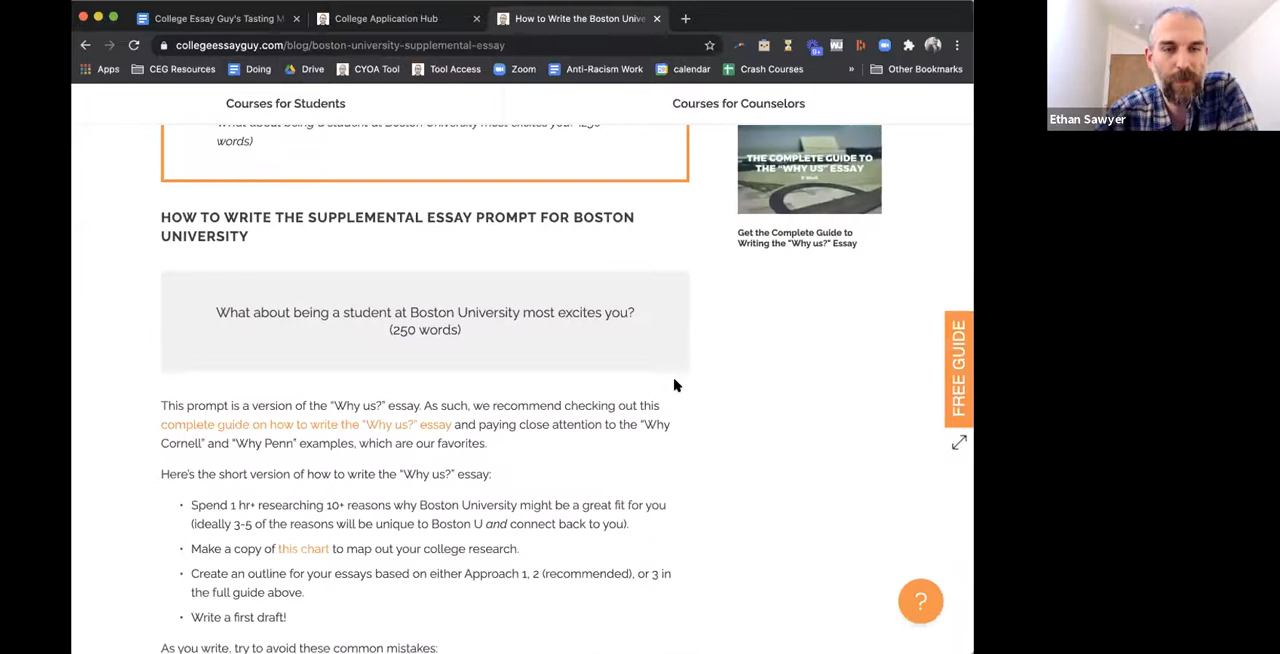 College Essay Guy's Tasting M
College Application Hub
How to Write the Boston Unive
collegeessayguy.com/blog/boston-university-supplemental-essay
9+
Apps
CEG Resources
Doing
Drive
CYOA Tool
Tool Access
Zoom
Anti-Racism Work
calendar
Crash Courses
»
Other Bookmarks
Ethan Sawyer
Courses for Students
Courses for Counselors
What about being a student at Boston University most excites you? (250
words)
THE COMPLETE GUIDE TO
THE "WHY US" ESSAY
Get the Complete Guide to
Writing the "Why us?" Essay
HOW TO WRITE THE SUPPLEMENTAL ESSAY PROMPT FOR BOSTON
UNIVERSITY
What about being a student at Boston University most excites you?
(250 words)
FREE GUIDE
This prompt is a version of the “Why us?” essay. As such, we recommend checking out this
complete guide on how to write the “Why us?” essay and paying close attention to the “Why
Cornell” and “Why Penn” examples, which are our favorites.
Here’s the short version of how to write the “Why us?” essay:
• Spend 1 hr+ researching 10+ reasons why Boston University might be a great fit for you
(ideally 3-5 of the reasons will be unique to Boston U and connect back to you).
• Make a copy of this chart to map out your college research.
• Create an outline for your essays based on either Approach 1, 2 (recommended), or 3 in
the full guide above.
• Write a first draft!
?
As you write, try to avoid these common mistakes: